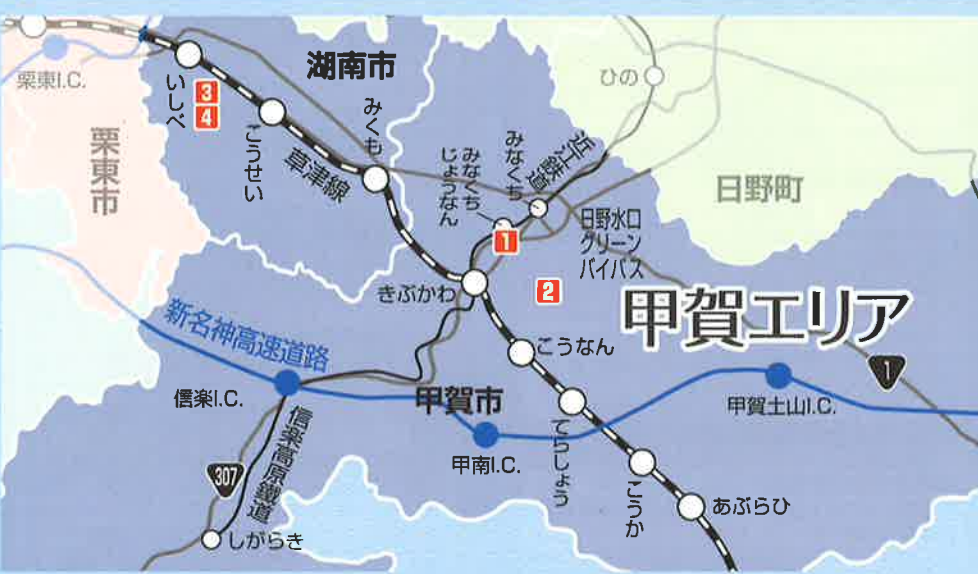 栗東I.C.
栗東市
いしべ
3
4
湖南市
こうせい
草津線
みくも
みなくち
じょうなん
みなくち
近江鉄道
ひの
日野町
日野水口
グリーン
バイパス
1
2
きぶかわ
甲賀エリア
新名神高速道路
こうなん
信楽I.C.
甲賀市
甲賀土山I.C.
1
甲南I.C.
てらしょう
信楽高原鐵道
307
しがらき
こうか
あぶらひ